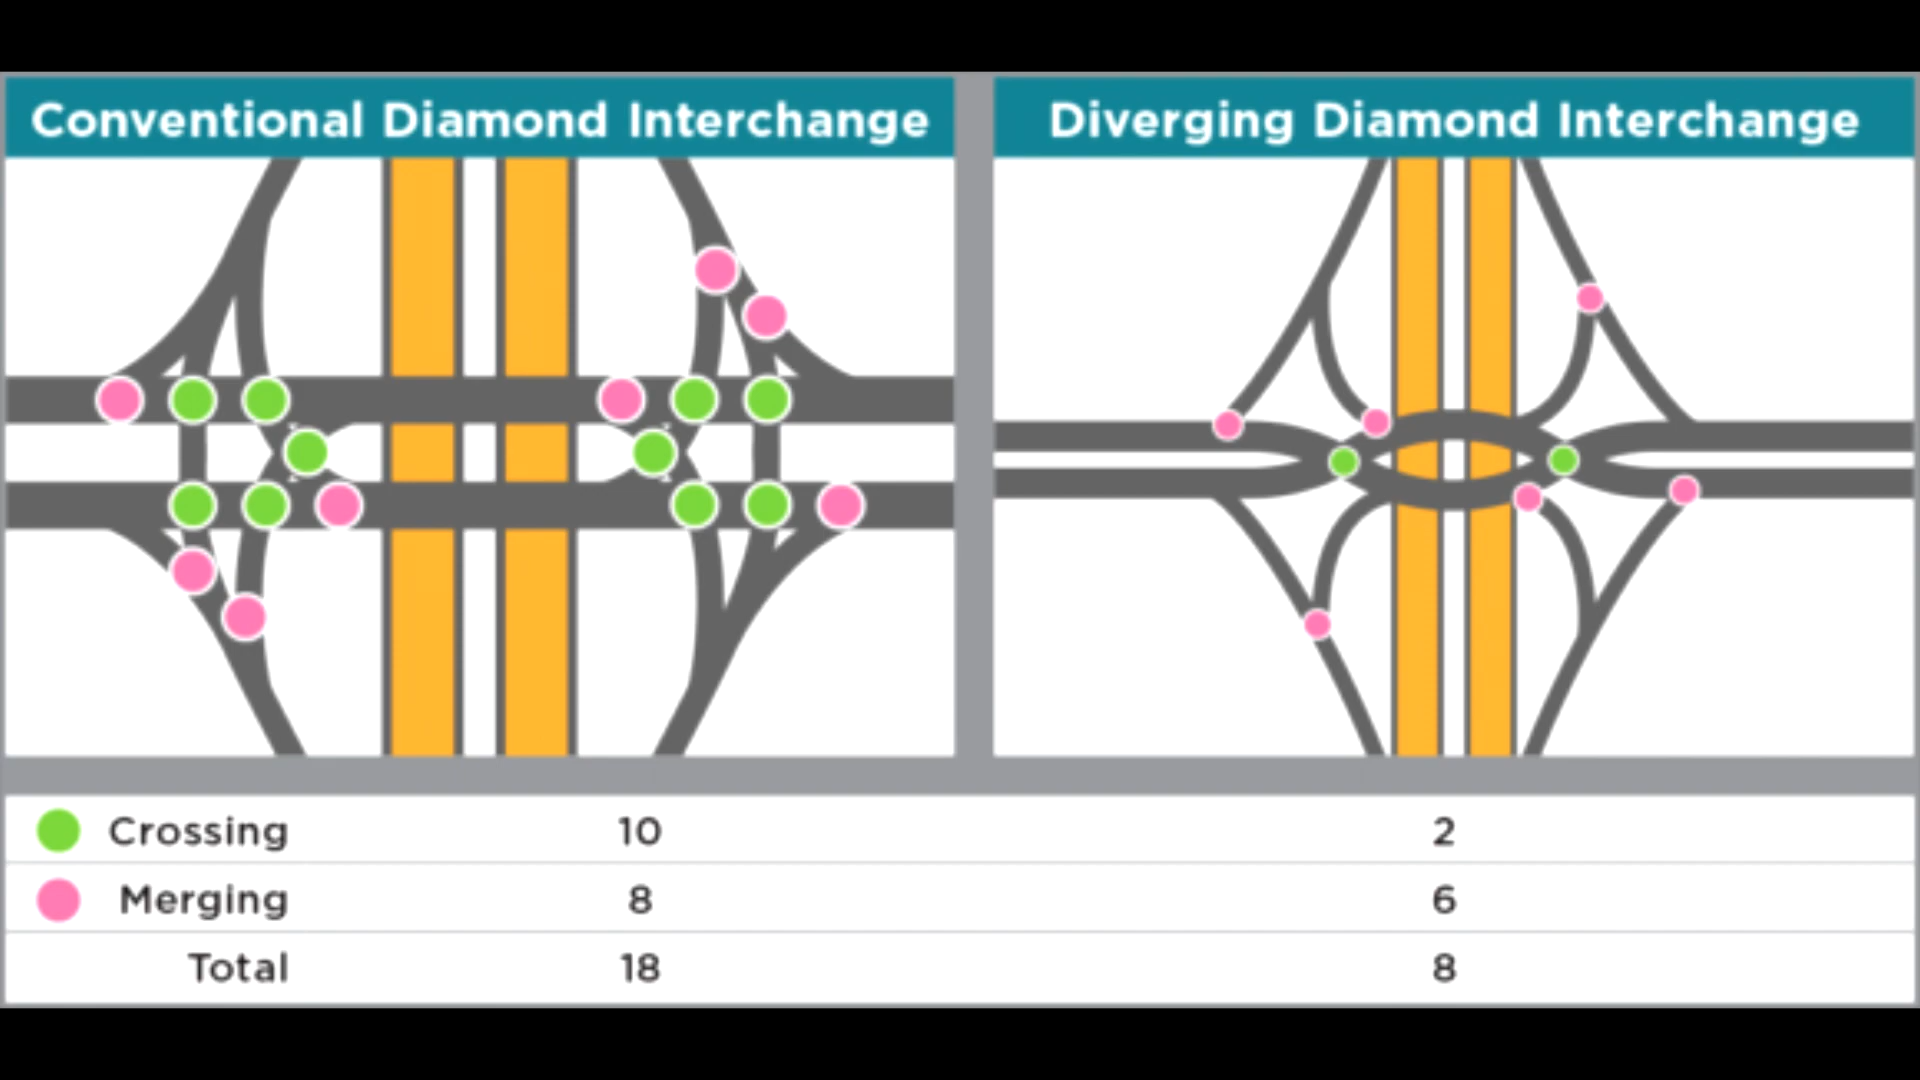 Conventional Diamond Interchange
Diverging Diamond Interchange
Crossing 10 2
Merging 8 6
Total 18 8